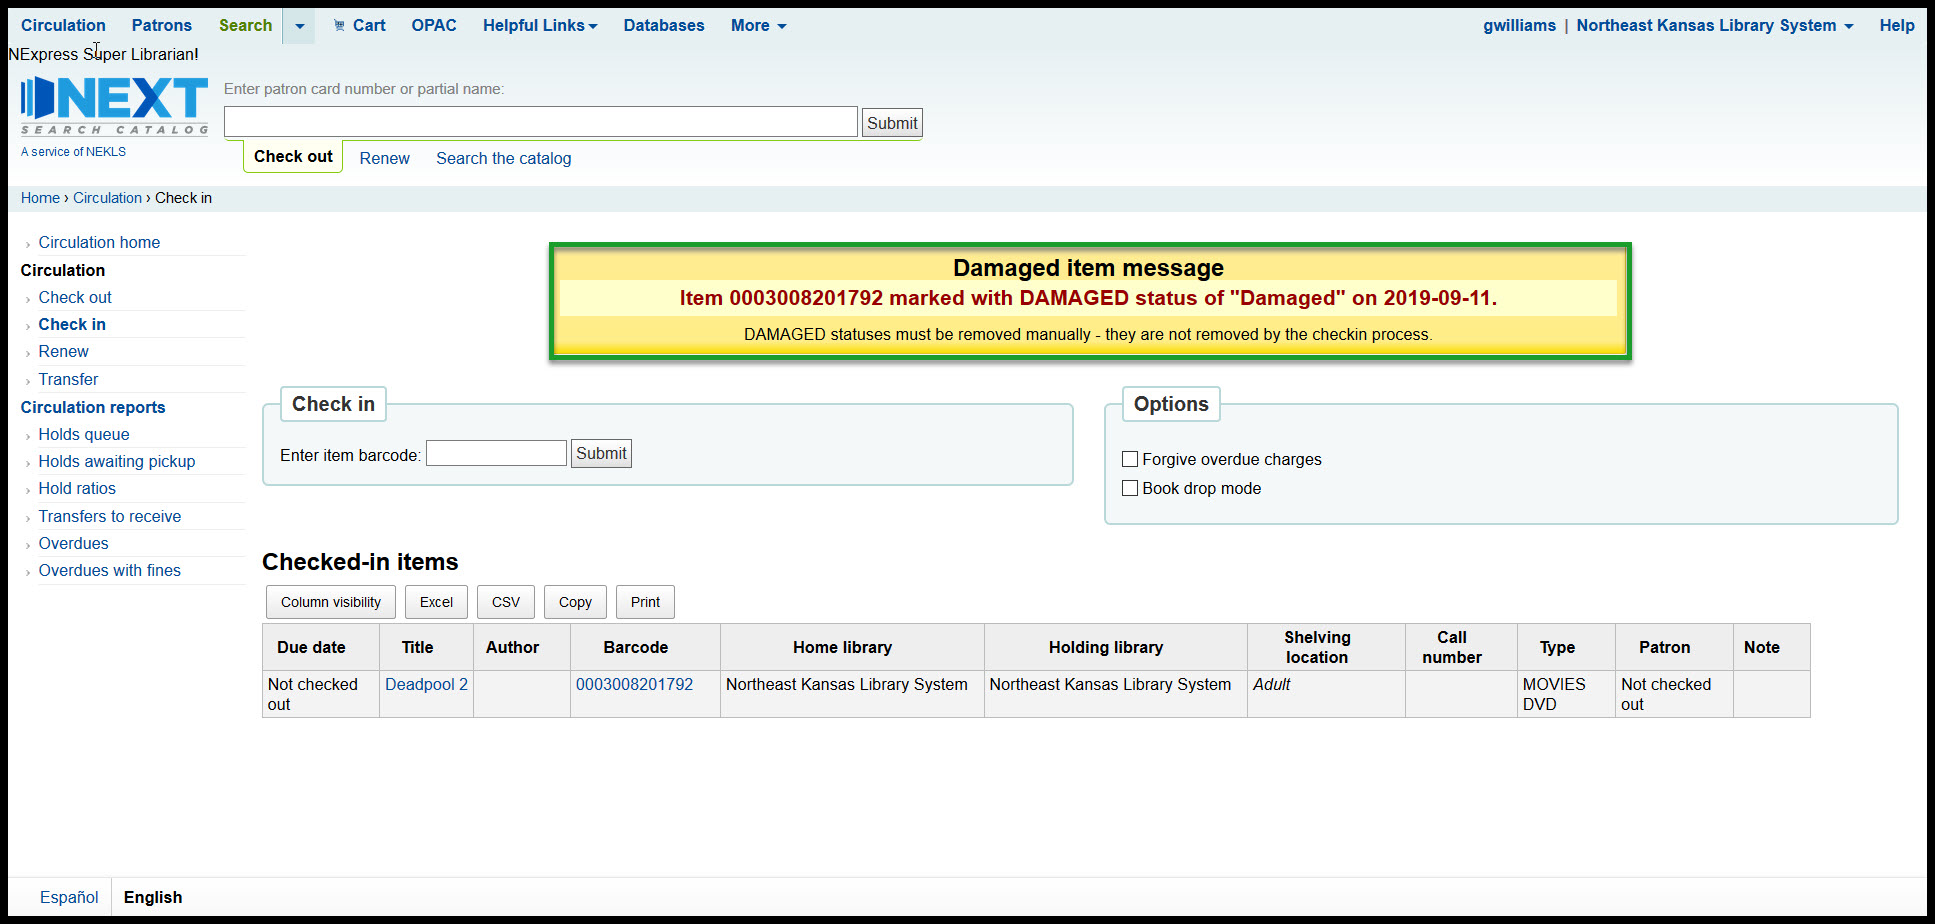 Circulation Patrons Search Cart OPAC Helpful Links Databases More gwilliams | Northeast Kansas Library System Help
NExpress Super Librarian!
NEXT
SEARCH CATALOG
A service of NEKLS
Enter patron card number or partial name:
Submit
Check out Renew Search the catalog
Home › Circulation › Check in
Circulation home
Circulation
Check out
Check in
Renew
Transfer
Circulation reports
Holds queue
Holds awaiting pickup
Hold ratios
Transfers to receive
Overdues
Overdues with fines
Damaged item message
Item 0003008201792 marked with DAMAGED status of "Damaged" on 2019-09-11.
DAMAGED statuses must be removed manually - they are not removed by the checkin process.
Check in
Enter item barcode: Submit
Options
Forgive overdue charges
Book drop mode
Checked-in items
Column visibility Excel CSV Copy Print
Due date Title Author Barcode Home library Holding library Shelving location Call number Type Patron Note
Not checked out Deadpool 2 0003008201792 Northeast Kansas Library System Northeast Kansas Library System Adult MOVIES DVD Not checked out
Español English